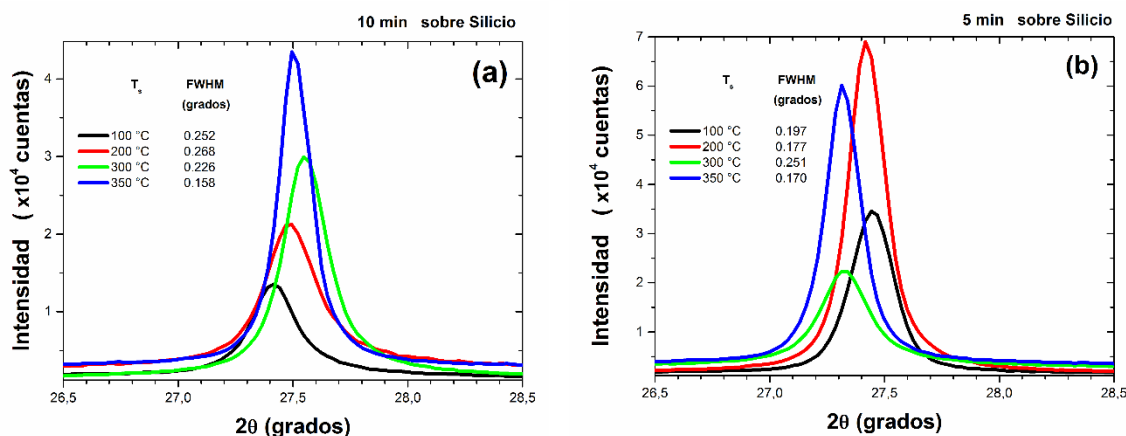 10 min sobre Silicio
(a)
T_s FWHM
(grados)
100 °C 0.252
200 °C 0.268
300 °C 0.226
350 °C 0.158
4
3
2
1
Intensidad ( x10⁴ cuentas)
26,5 27,0 27,5 28,0 28,5
2θ (grados)
5 min sobre Silicio
(b)
T_s FWHM
(grados)
100 °C 0.197
200 °C 0.177
300 °C 0.251
350 °C 0.170
7
6
5
4
3
2
1
Intensidad ( x10⁴ cuentas)
26,5 27,0 27,5 28,0 28,5
2θ (grados)